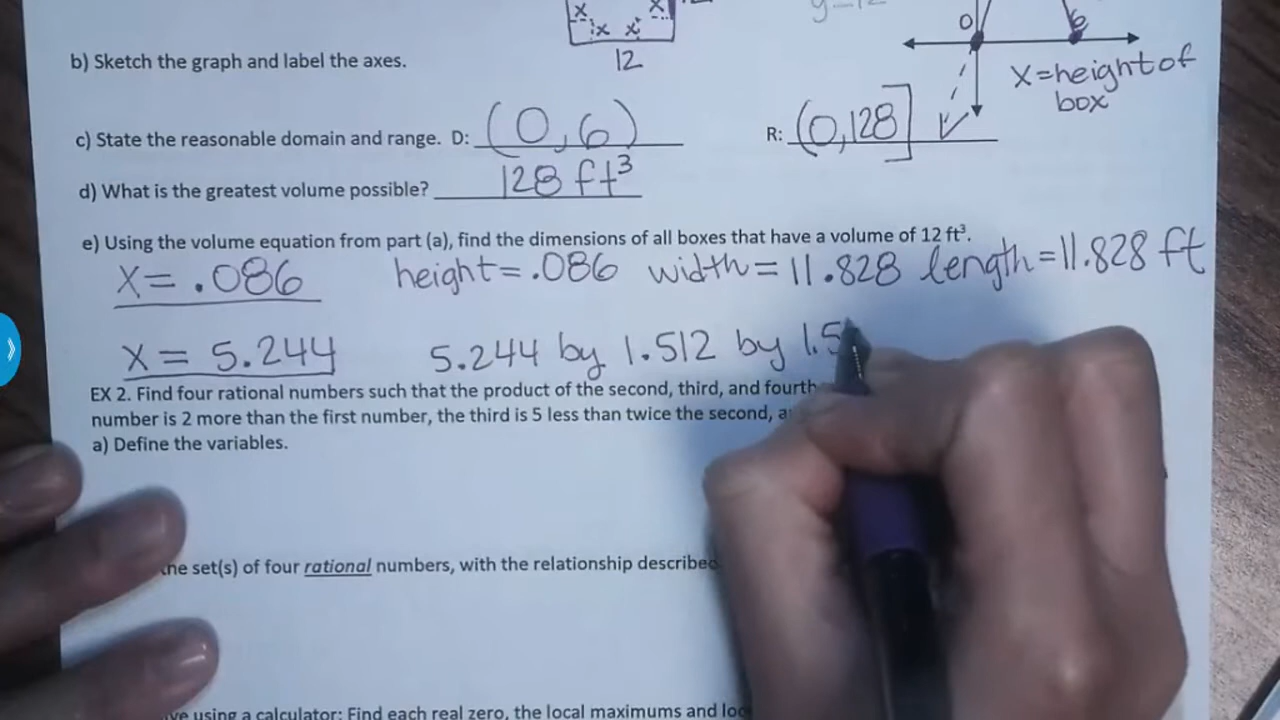 x x
x x
12
0 6
b) Sketch the graph and label the axes.
x=height of
box
c) State the reasonable domain and range. D: (0,6) R: (0,128]
d) What is the greatest volume possible? 128 ft³
e) Using the volume equation from part (a), find the dimensions of all boxes that have a volume of 12 ft³.
x=.086 height=.086 width=11.828 length=11.828 ft
x=5.244 5.244 by 1.512 by 1.5
EX 2. Find four rational numbers such that the product of the second, third, and fourth
number is 2 more than the first number, the third is 5 less than twice the second,
a) Define the variables.
the set(s) of four rational numbers, with the relationship described
using a calculator: Find each real zero, the local maximums and